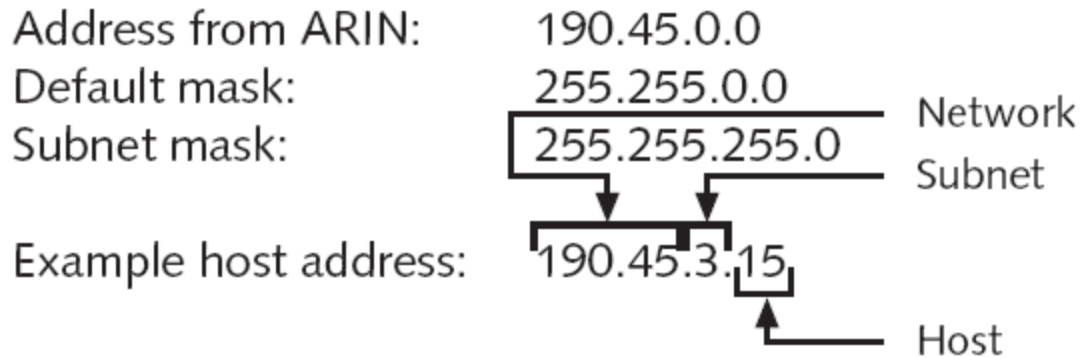 Address from ARIN: 190.45.0.0
Default mask: 255.255.0.0
Network
Subnet mask: 255.255.255.0
Subnet
Example host address: 190.45.3.15
Host